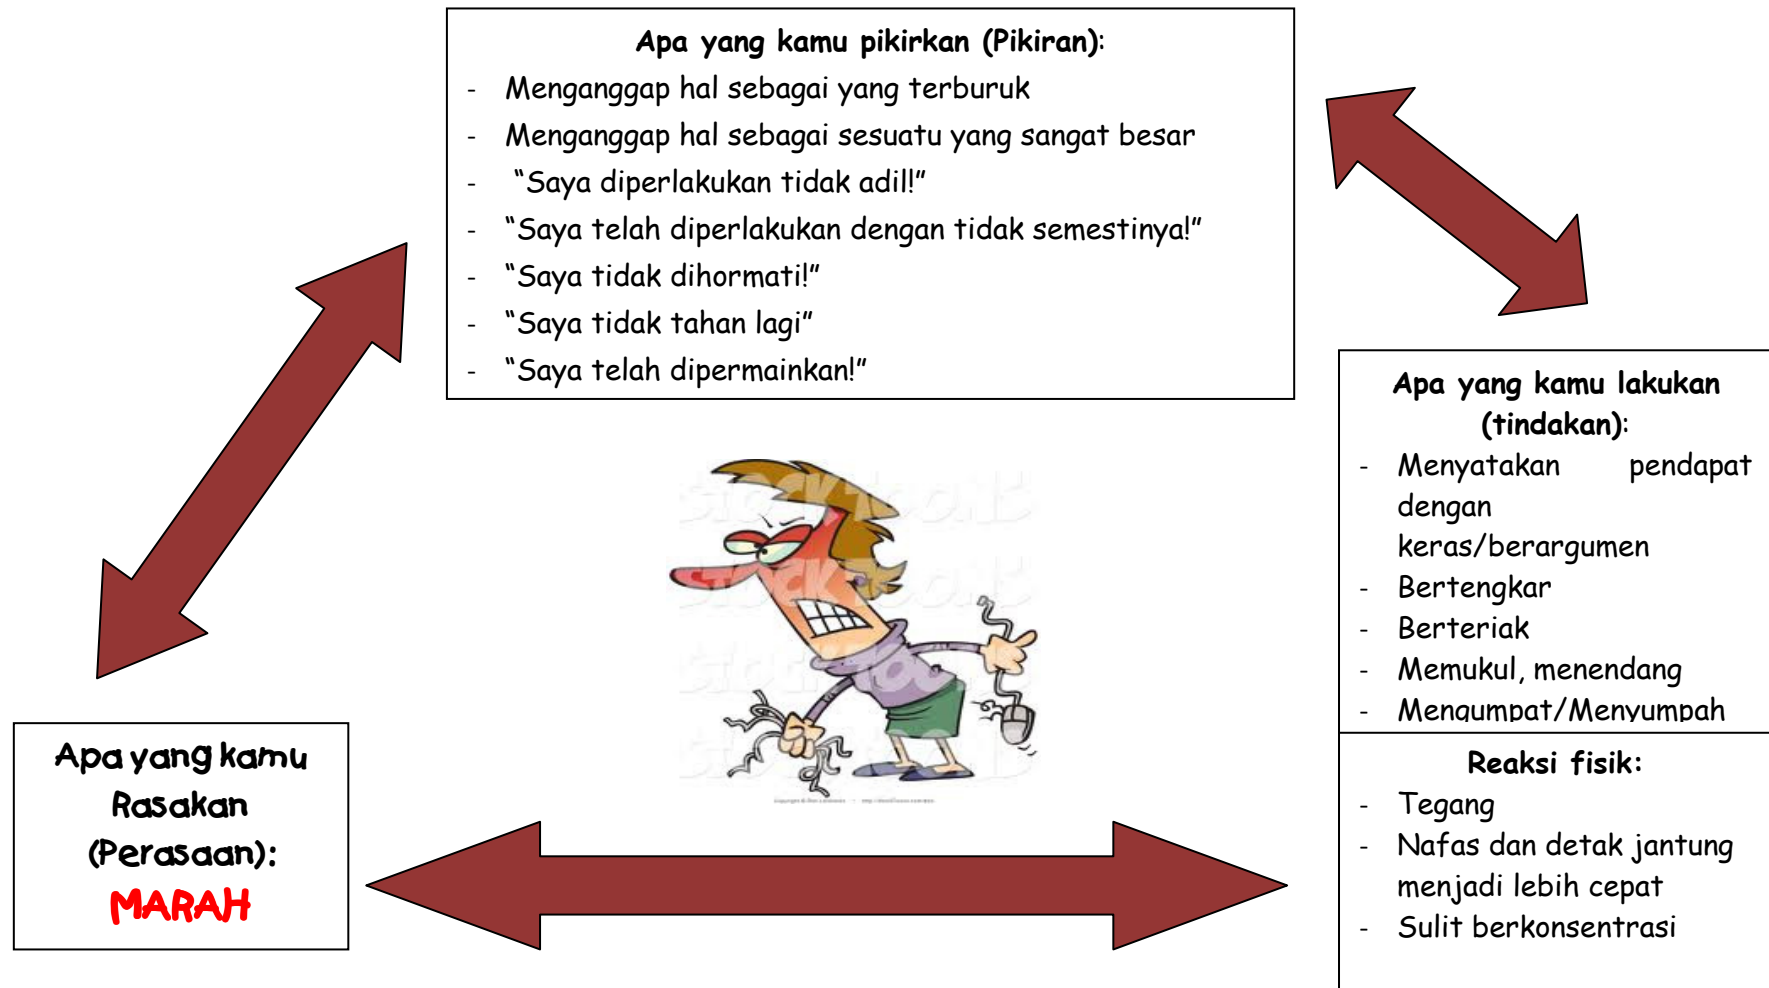 Apa yang kamu pikirkan (Pikiran):
- Menganggap hal sebagai yang terburuk
- Menganggap hal sebagai sesuatu yang sangat besar
- “Saya diperlakukan tidak adil!”
- “Saya telah diperlakukan dengan tidak semestinya!”
- “Saya tidak dihormati!”
- “Saya tidak tahan lagi”
- “Saya telah dipermainkan!”
Apa yang kamu lakukan
(tindakan):
- Menyatakan pendapat
dengan
keras/berargumen
- Bertengkar
- Berteriak
- Memukul, menendang
- Mengumpat/Menyumpah
Reaksi fisik:
- Tegang
- Nafas dan detak jantung
menjadi lebih cepat
- Sulit berkonsentrasi
Apa yang kamu
Rasakan
(Perasaan):
MARAH